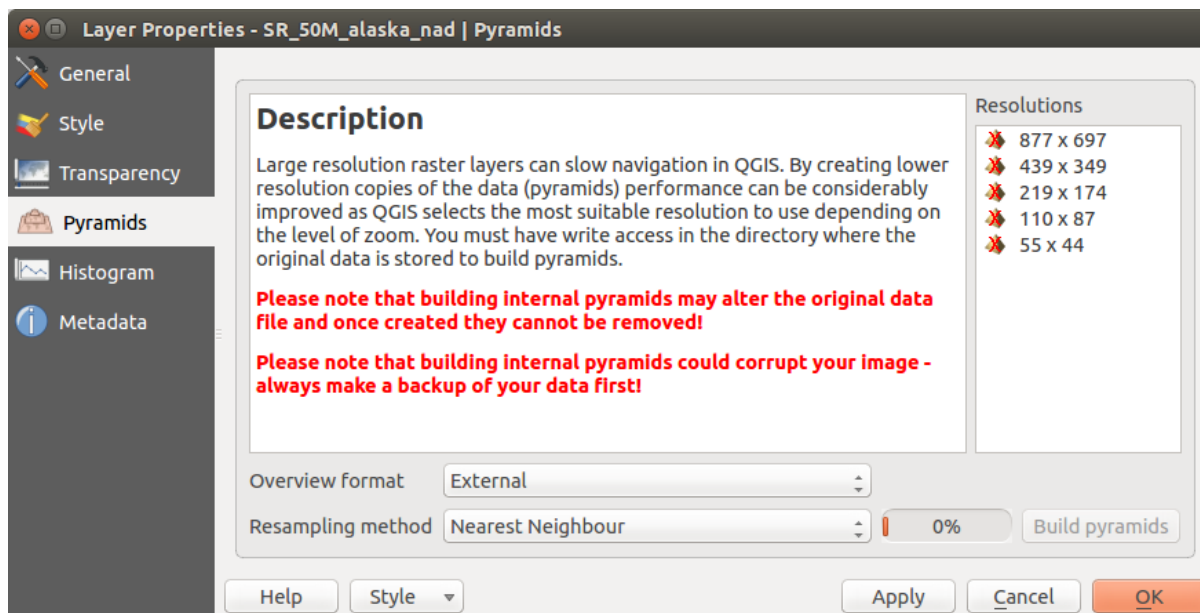 Layer Properties - SR_50M_alaska_nad | Pyramids
General
Style
Transparency
Pyramids
Histogram
Metadata
Description
Large resolution raster layers can slow navigation in QGIS. By creating lower
resolution copies of the data (pyramids) performance can be considerably
improved as QGIS selects the most suitable resolution to use depending on
the level of zoom. You must have write access in the directory where the
original data is stored to build pyramids.
Please note that building internal pyramids may alter the original data
file and once created they cannot be removed!
Please note that building internal pyramids could corrupt your image -
always make a backup of your data first!
Resolutions
877 x 697
439 x 349
219 x 174
110 x 87
55 x 44
Overview format External
Resampling method Nearest Neighbour 0% Build pyramids
Help Style Apply Cancel OK